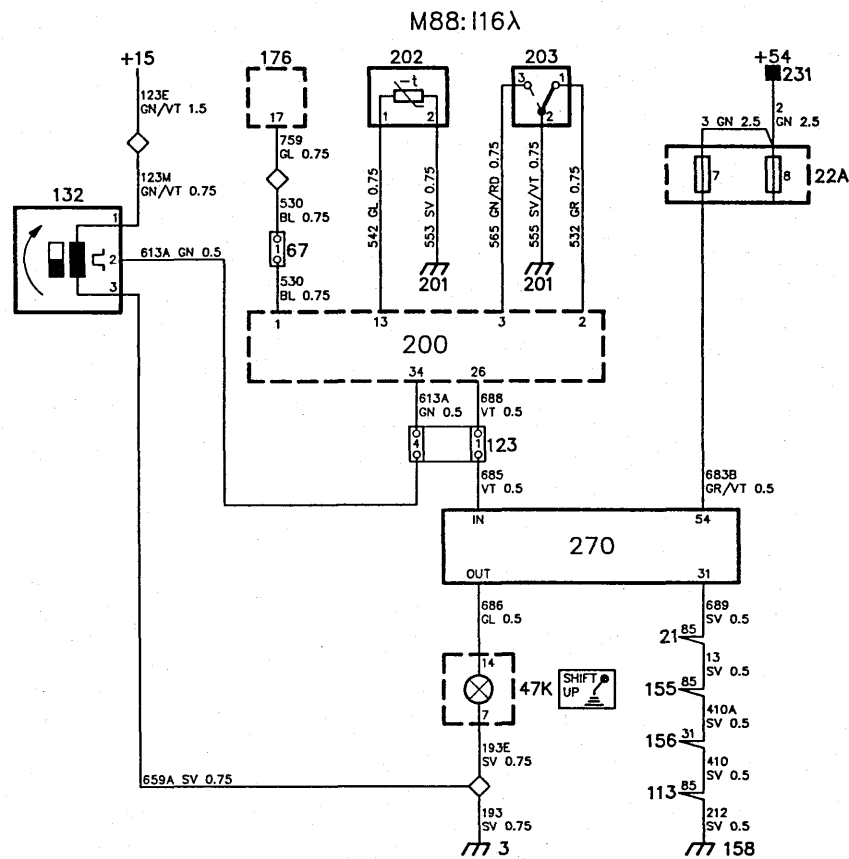 M88:I16λ
+15
176
202
203
+54
231
123E
GN/VT 1.5
17
-t
1
2
3
1
2
2
GN 2.5
3 GN 2.5
759
GL 0.75
123M
GN/VT 0.75
7
8
22A
132
530
BL 0.75
542 GL 0.75
553 SV 0.75
565 GN/RD 0.75
555 SV/VT 0.75
532 GR 0.75
1
2
3
613A GN 0.5
1
67
201
201
530
BL 0.75
1
13
3
2
200
34
26
613A
GN 0.5
688
VT 0.5
4
1
123
685
VT 0.5
683B
GR/VT 0.5
IN
54
270
OUT
31
686
GL 0.5
689
SV 0.5
21
85
13
SV 0.5
14
47K
SHIFT
UP
7
155
85
410A
SV 0.5
156
31
193E
SV 0.75
410
SV 0.5
659A SV 0.75
113
85
193
SV 0.75
212
SV 0.5
3
158